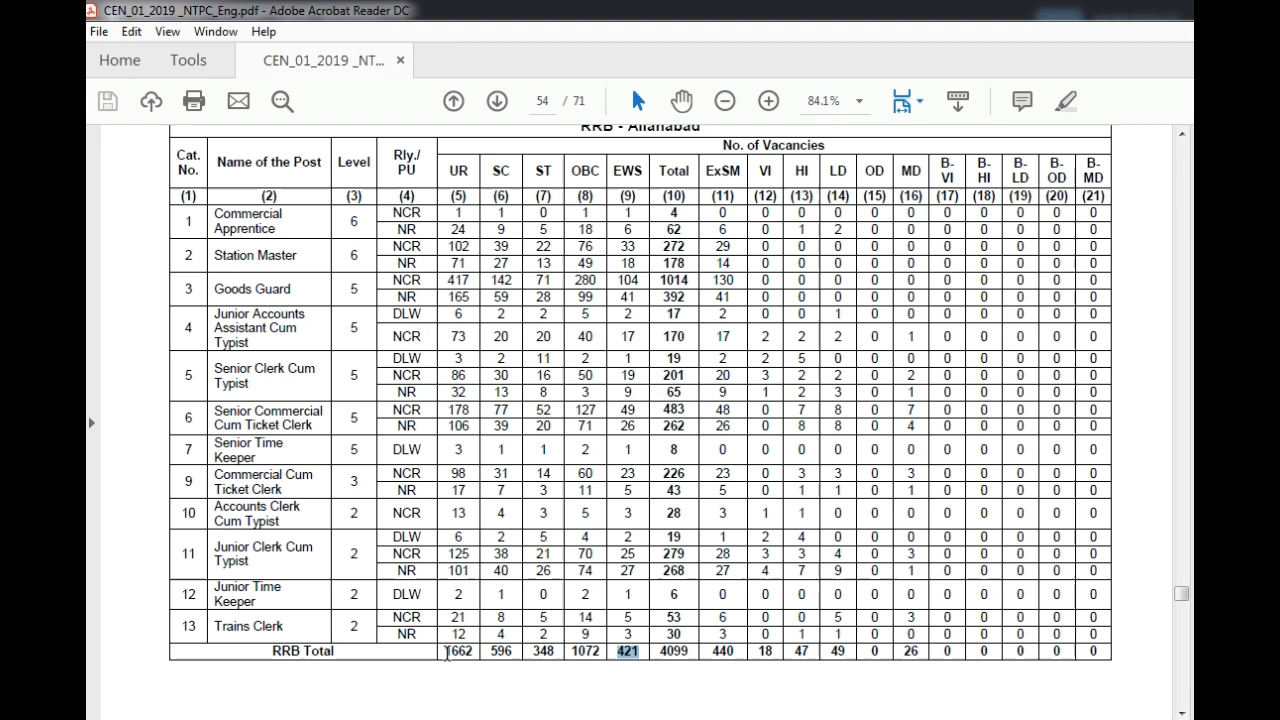 CEN_01_2019 _NTPC_Eng.pdf - Adobe Acrobat Reader DC
File Edit View Window Help
Home Tools CEN_01_2019 _NT... ×
54 / 71 84.1%
RRB - Allahabad
Cat. No. Name of the Post Level Rly./ PU No. of Vacancies
UR SC ST OBC EWS Total ExSM VI HI LD OD MD B-VI B-HI B-LD B-OD B-MD
(1) (2) (3) (4) (5) (6) (7) (8) (9) (10) (11) (12) (13) (14) (15) (16) (17) (18) (19) (20) (21)
1 Commercial Apprentice 6 NCR 1 1 0 1 1 4 0 0 0 0 0 0 0 0 0 0 0
NR 24 9 5 18 6 62 6 0 1 2 0 0 0 0 0 0 0
2 Station Master 6 NCR 102 39 22 76 33 272 29 0 0 0 0 0 0 0 0 0 0
NR 71 27 13 49 18 178 14 0 0 0 0 0 0 0 0 0 0
3 Goods Guard 5 NCR 417 142 71 280 104 1014 130 0 0 0 0 0 0 0 0 0 0
NR 165 59 28 99 41 392 41 0 0 0 0 0 0 0 0 0 0
4 Junior Accounts Assistant Cum Typist 5 DLW 6 2 2 5 2 17 2 0 0 1 0 0 0 0 0 0 0
NCR 73 20 20 40 17 170 17 2 2 2 0 1 0 0 0 0 0
5 Senior Clerk Cum Typist 5 DLW 3 2 11 2 1 19 2 2 5 0 0 0 0 0 0 0 0
NCR 86 30 16 50 19 201 20 3 2 2 0 2 0 0 0 0 0
NR 32 13 8 3 9 65 9 1 2 3 0 1 0 0 0 0 0
6 Senior Commercial Cum Ticket Clerk 5 NCR 178 77 52 127 49 483 48 0 7 8 0 7 0 0 0 0 0
NR 106 39 20 71 26 262 26 0 8 8 0 4 0 0 0 0 0
7 Senior Time Keeper 5 DLW 3 1 1 2 1 8 0 0 0 0 0 0 0 0 0 0 0
9 Commercial Cum Ticket Clerk 3 NCR 98 31 14 60 23 226 23 0 3 3 0 3 0 0 0 0 0
NR 17 7 3 11 5 43 5 0 1 1 0 1 0 0 0 0 0
10 Accounts Clerk Cum Typist 2 NCR 13 4 3 5 3 28 3 1 1 0 0 0 0 0 0 0 0
11 Junior Clerk Cum Typist 2 DLW 6 2 5 4 2 19 1 2 4 0 0 0 0 0 0 0 0
NCR 125 38 21 70 25 279 28 3 3 4 0 3 0 0 0 0 0
NR 101 40 26 74 27 268 27 4 7 9 0 1 0 0 0 0 0
12 Junior Time Keeper 2 DLW 2 1 0 2 1 6 0 0 0 0 0 0 0 0 0 0 0
13 Trains Clerk 2 NCR 21 8 5 14 5 53 6 0 0 5 0 3 0 0 0 0 0
NR 12 4 2 9 3 30 3 0 1 1 0 0 0 0 0 0 0
RRB Total 1662 596 348 1072 421 4099 440 18 47 49 0 26 0 0 0 0 0